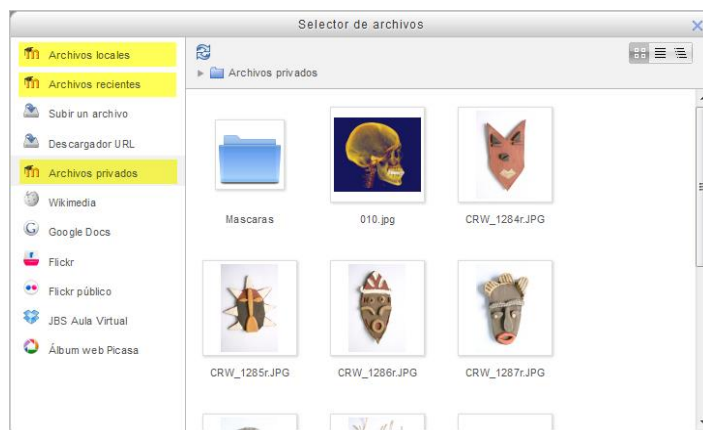 Selector de archivos
Archivos locales
Archivos recientes
Subir un archivo
Descargador URL
Archivos privados
Wikimedia
Google Docs
Flickr
Flickr público
JBS Aula Virtual
Álbum web Picasa
Archivos privados
Mascaras
010.jpg
CRW_1284r.JPG
CRW_1285r.JPG
CRW_1286r.JPG
CRW_1287r.JPG